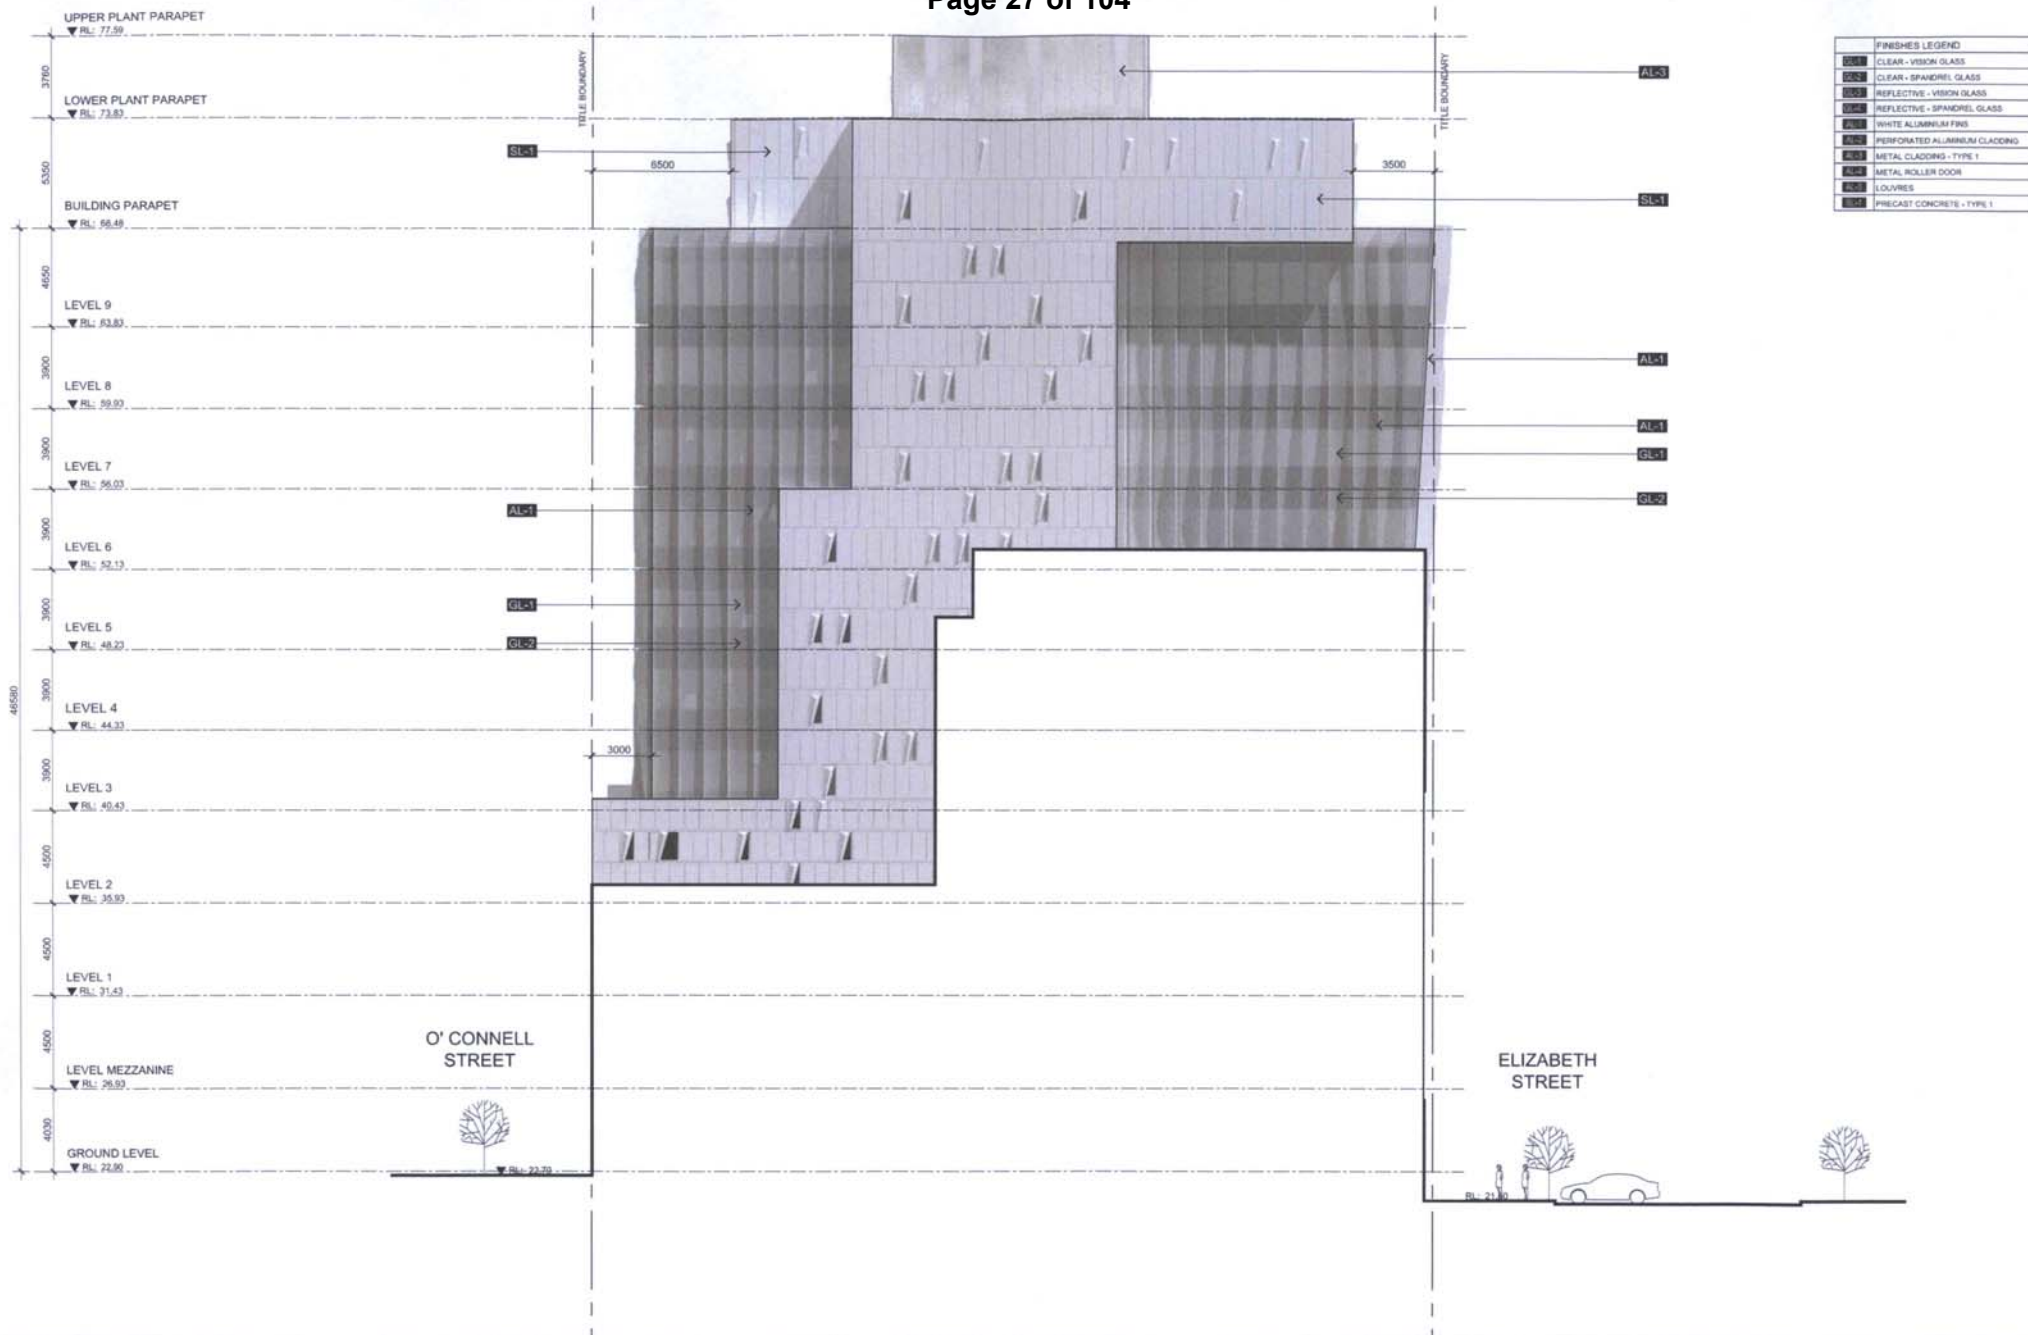 Page 27 of 104
UPPER PLANT PARAPET
RL: 77.59
3760
LOWER PLANT PARAPET
RL: 73.83
5350
BUILDING PARAPET
RL: 68.48
4650
LEVEL 9
RL: 63.83
3900
LEVEL 8
RL: 59.93
3900
LEVEL 7
RL: 56.03
3900
LEVEL 6
RL: 52.13
3900
LEVEL 5
RL: 48.23
3900
LEVEL 4
RL: 44.33
3900
LEVEL 3
RL: 40.43
4500
LEVEL 2
RL: 35.93
4500
LEVEL 1
RL: 31.43
4500
LEVEL MEZZANINE
RL: 26.93
4030
GROUND LEVEL
RL: 22.90
46580
TITLE BOUNDARY
TITLE BOUNDARY
SL-1
6500
3500
AL-1
GL-1
GL-2
3000
AL-3
SL-1
AL-1
AL-1
GL-1
GL-2
O' CONNELL
STREET
RL: 22.70
ELIZABETH
STREET
FINISHES LEGEND
GL-1 CLEAR - VISION GLASS
GL-2 CLEAR - SPANDREL GLASS
GL-3 REFLECTIVE - VISION GLASS
GL-4 REFLECTIVE - SPANDREL GLASS
AL-1 WHITE ALUMINIUM FINS
AL-2 PERFORATED ALUMINIUM CLADDING
AL-3 METAL CLADDING - TYPE 1
AL-4 METAL ROLLER DOOR
AL-5 LOUVRES
SL-1 PRECAST CONCRETE - TYPE 1